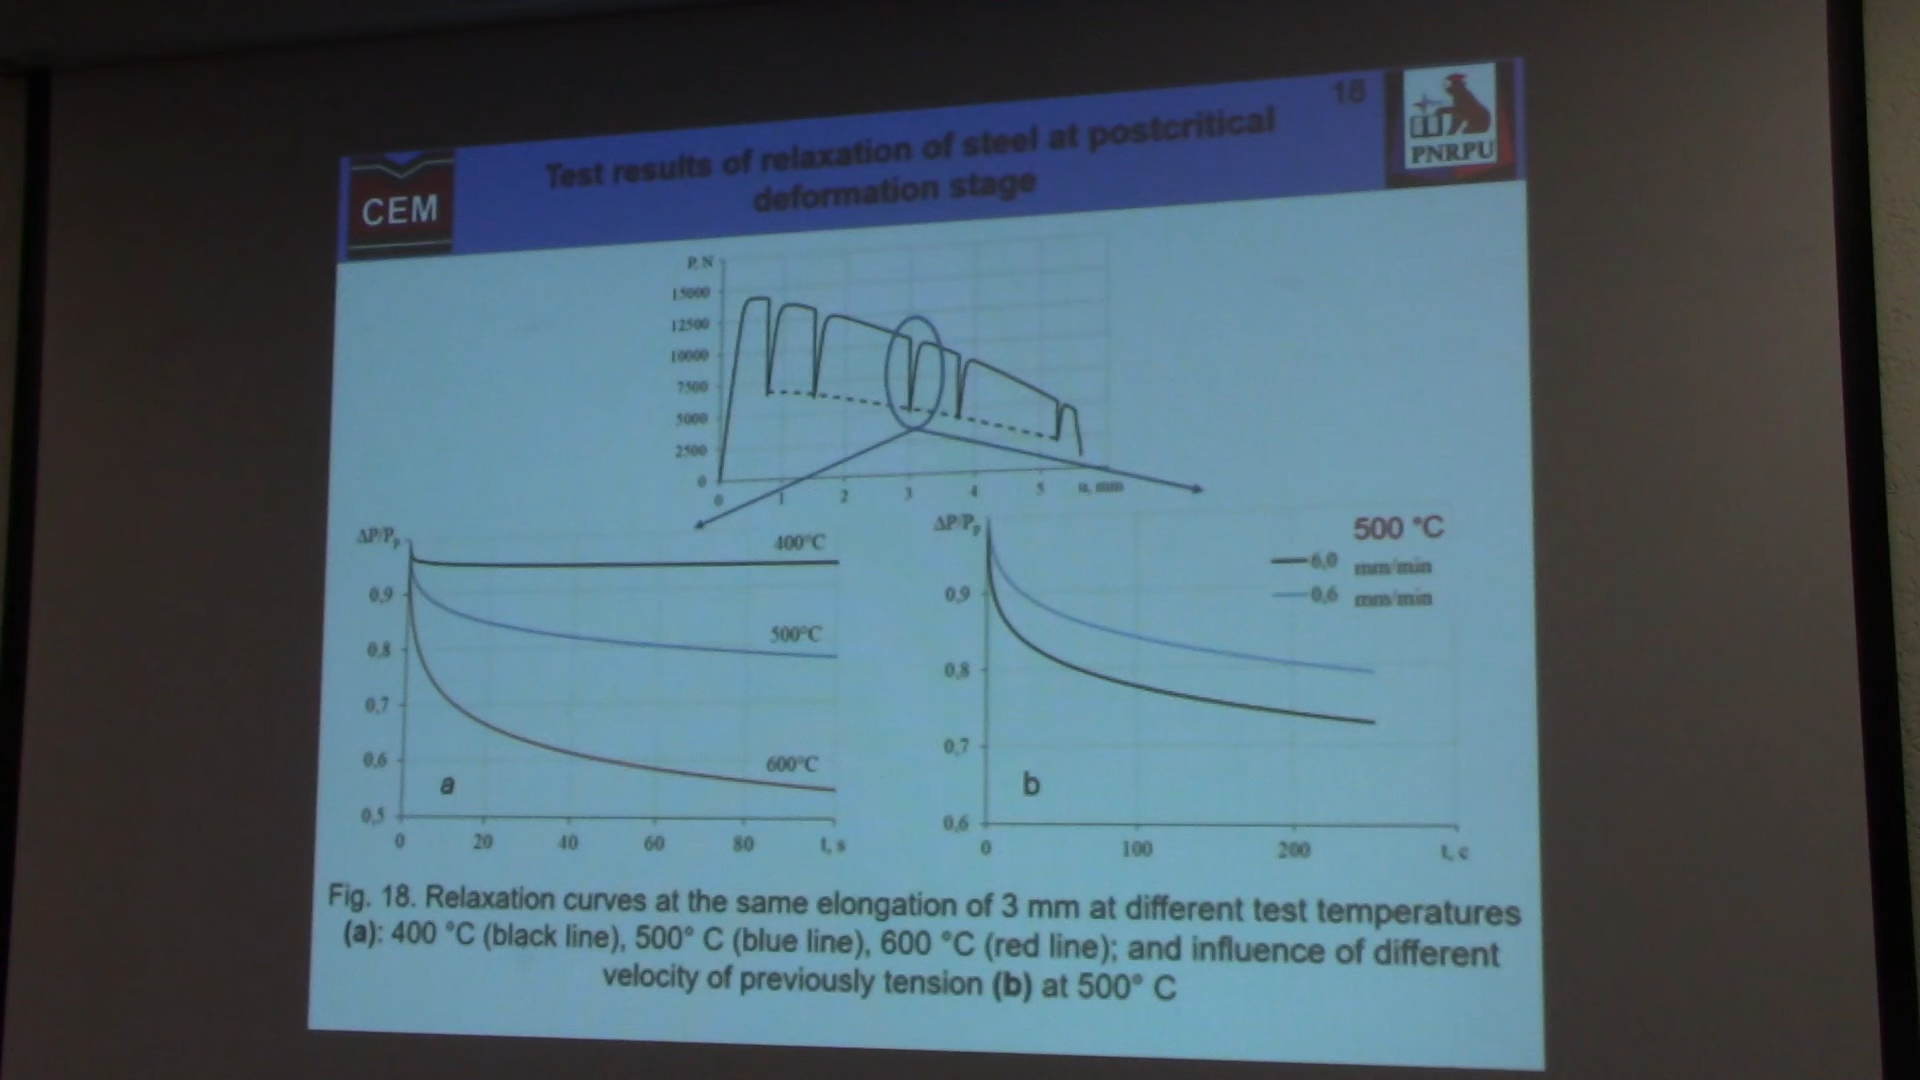 18
CEM
Test results of relaxation of steel at postcritical
deformation stage
PNRPU
P, N
15000
12500
10000
7500
5000
2500
0
0 1 2 3 4 5 u, mm
ΔP/Pp
0,9
0,8
0,7
0,6
0,5
400°C
500°C
600°C
a
0 20 40 60 80 t, s
ΔP/Pp
0,9
0,8
0,7
0,6
500 °C
6,0 mm/min
0,6 mm/min
b
0 100 200 t, c
Fig. 18. Relaxation curves at the same elongation of 3 mm at different test temperatures
(a): 400 °C (black line), 500° C (blue line), 600 °C (red line); and influence of different
velocity of previously tension (b) at 500° C